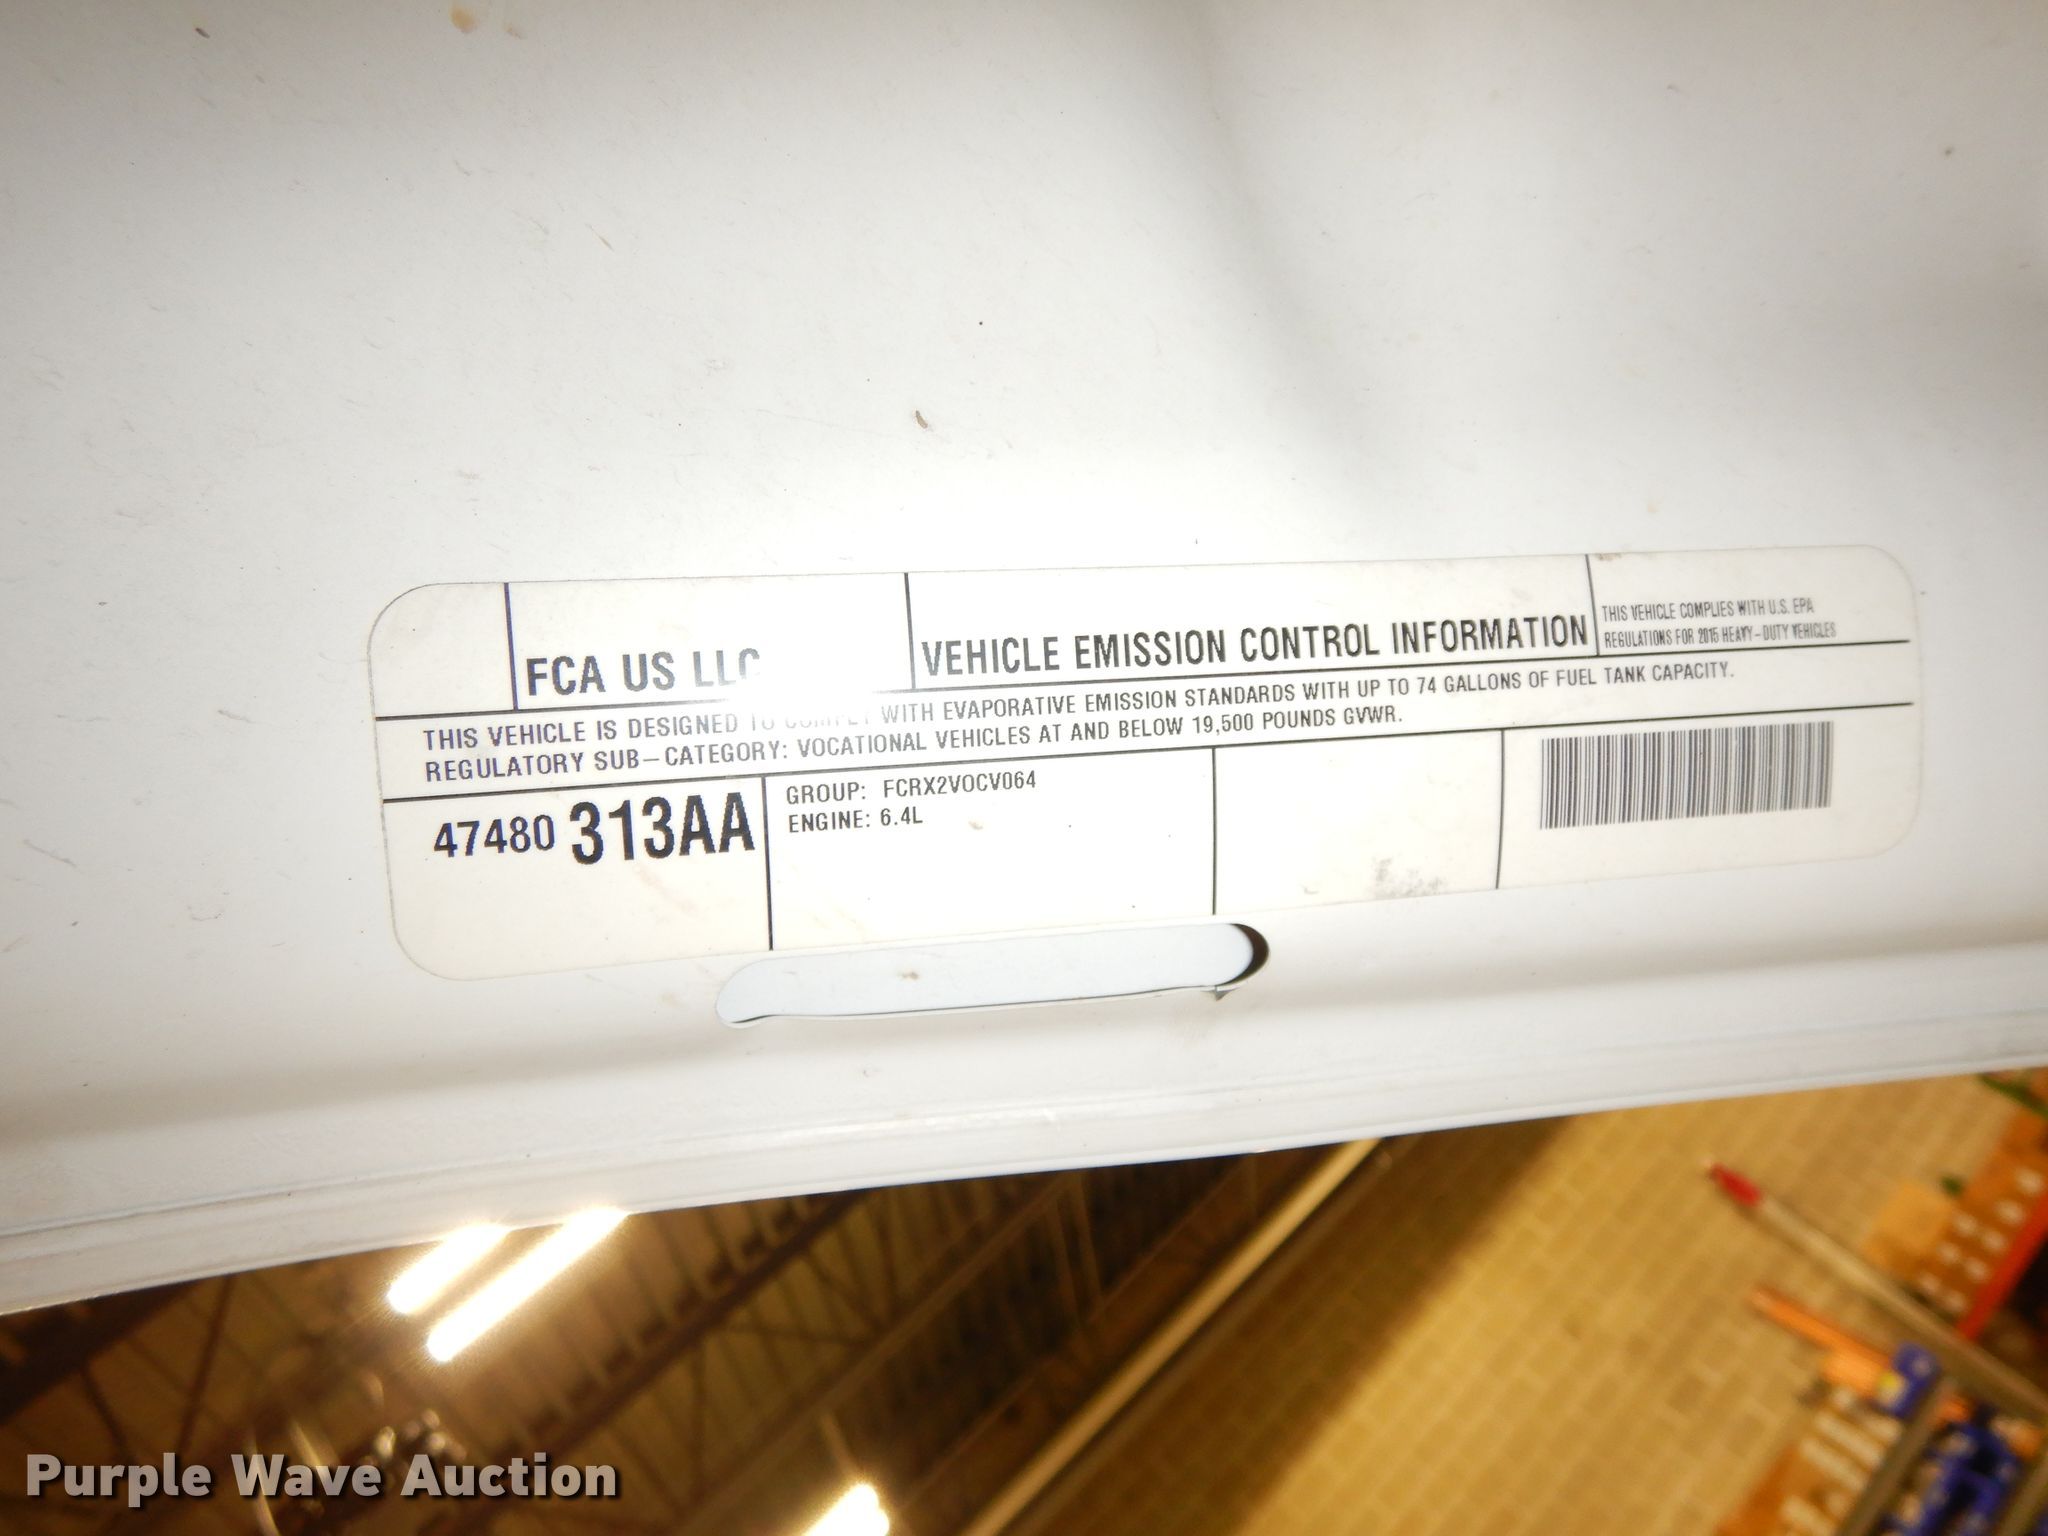 FCA US LLC
VEHICLE EMISSION CONTROL INFORMATION
THIS VEHICLE COMPLIES WITH U.S. EPA
REGULATIONS FOR 2015 HEAVY-DUTY VEHICLES
THIS VEHICLE IS DESIGNED TO COMPLY WITH EVAPORATIVE EMISSION STANDARDS WITH UP TO 74 GALLONS OF FUEL TANK CAPACITY.
REGULATORY SUB-CATEGORY: VOCATIONAL VEHICLES AT AND BELOW 19,500 POUNDS GVWR.
47480 313AA
GROUP: FCRX2VOCV064
ENGINE: 6.4L
Purple Wave Auction